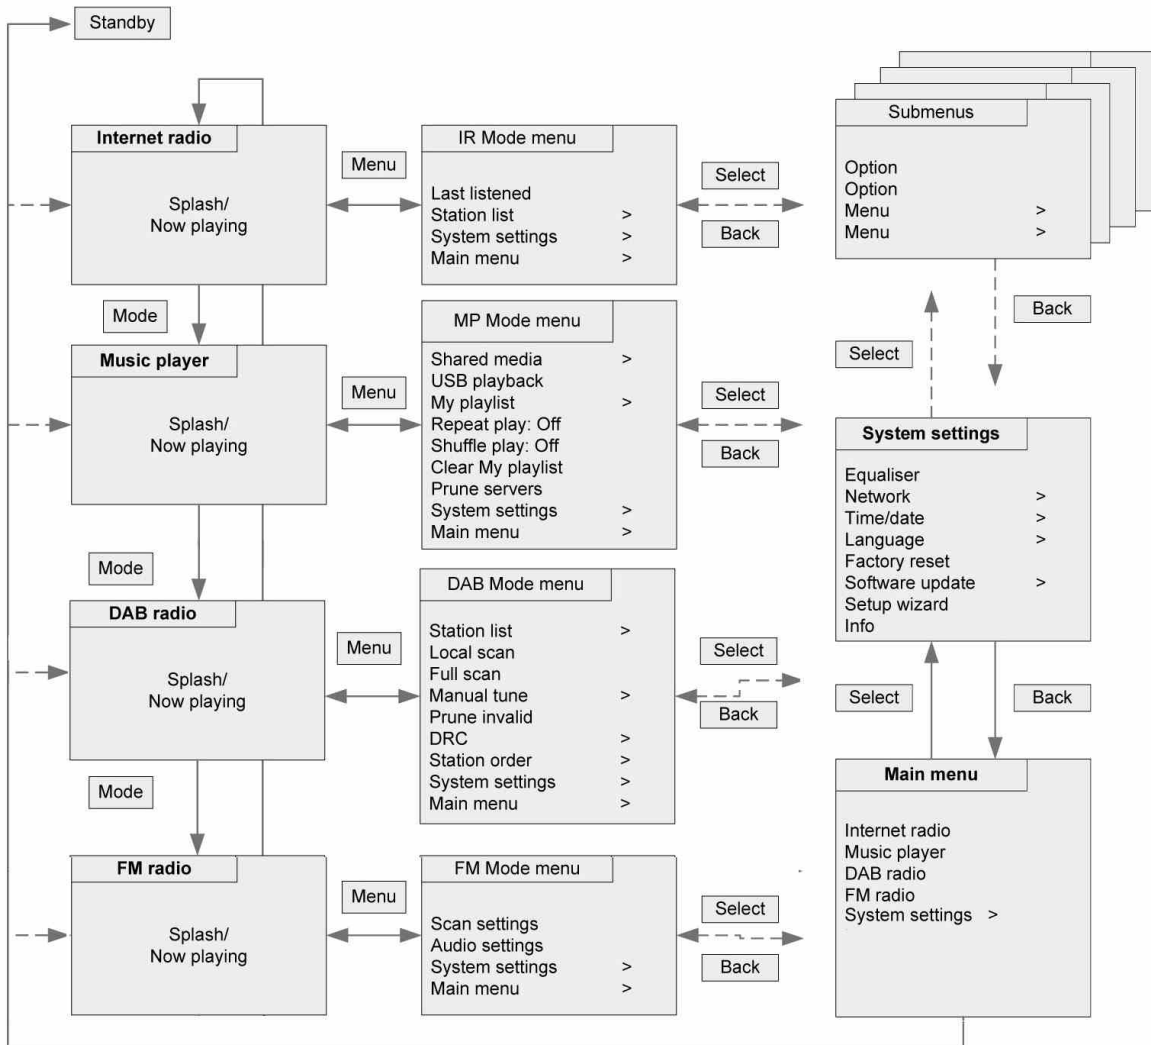 Standby
Internet radio
Splash/
Now playing
Menu
IR Mode menu
Last listened
Station list >
System settings >
Main menu >
Select
Back
Submenus
Option
Option
Menu >
Menu >
Mode
Music player
Splash/
Now playing
Menu
MP Mode menu
Shared media >
USB playback
My playlist >
Repeat play: Off
Shuffle play: Off
Clear My playlist
Prune servers
System settings >
Main menu >
Select
Back
Select
Back
System settings
Equaliser
Network >
Time/date >
Language >
Factory reset
Software update >
Setup wizard
Info
Mode
DAB radio
Splash/
Now playing
Menu
DAB Mode menu
Station list >
Local scan
Full scan
Manual tune >
Prune invalid
DRC >
Station order >
System settings >
Main menu >
Select
Back
Select
Back
Main menu
Internet radio
Music player
DAB radio
FM radio
System settings >
Mode
FM radio
Splash/
Now playing
Menu
FM Mode menu
Scan settings
Audio settings
System settings >
Main menu >
Select
Back